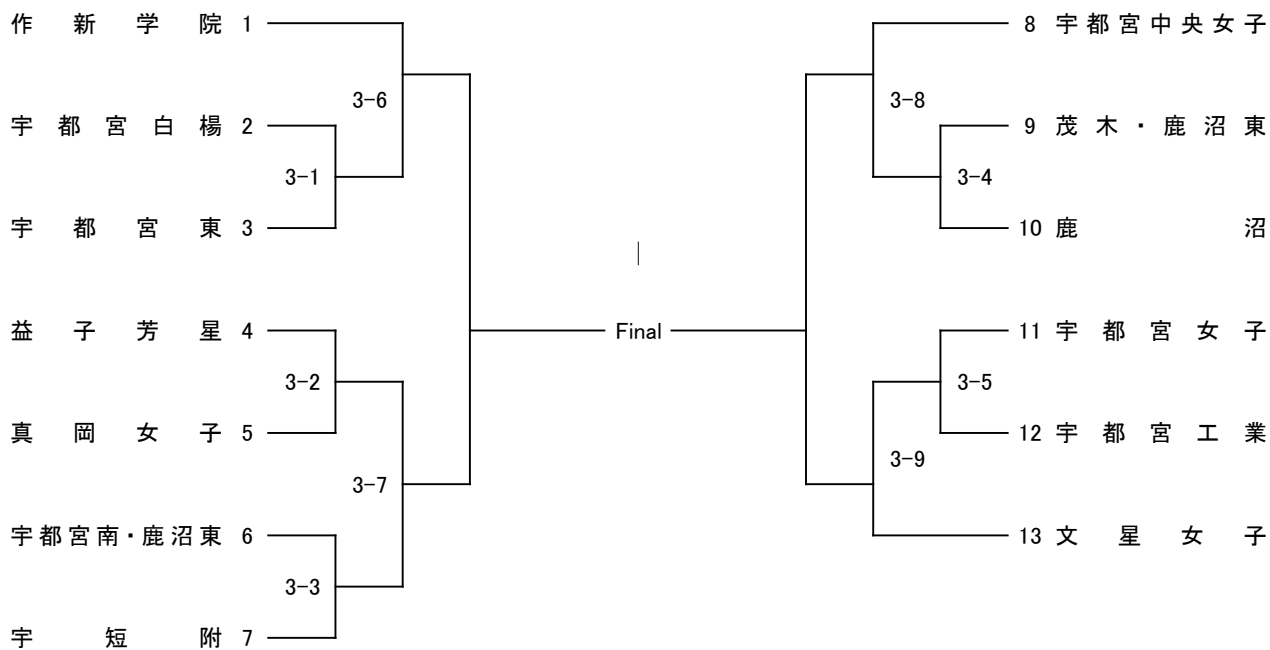 作新学院 1
3-6
宇都宮白楊 2
3-1
宇都宮東 3
益子芳星 4
3-2
真岡女子 5
3-7
宇都宮南・鹿沼東 6
3-3
宇短附 7
Final
8 宇都宮中央女子
3-8
9 茂木・鹿沼東
3-4
10 鹿沼
11 宇都宮女子
3-5
12 宇都宮工業
3-9
13 文星女子